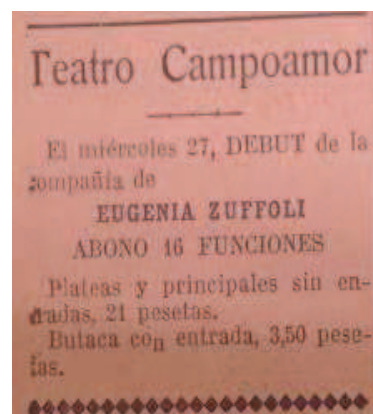 Teatro Campoamor
El miércoles 27, DEBUT de la
compañía de
EUGENIA ZUFFOLI
ABONO 16 FUNCIONES
Plateas y principales sin en-
tradas, 21 pesetas.
Butaca con entrada, 3,50 pese-
tas.